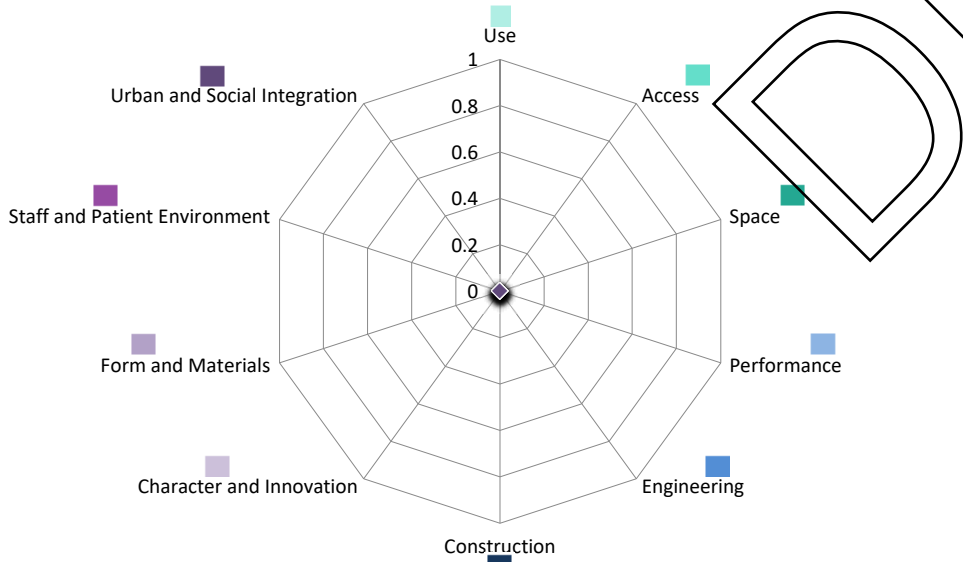 Use
1
Urban and Social Integration
Access
0.8
0.6
Staff and Patient Environment
Space
0.4
0.2
0
Form and Materials
Performance
Character and Innovation
Engineering
Construction
D